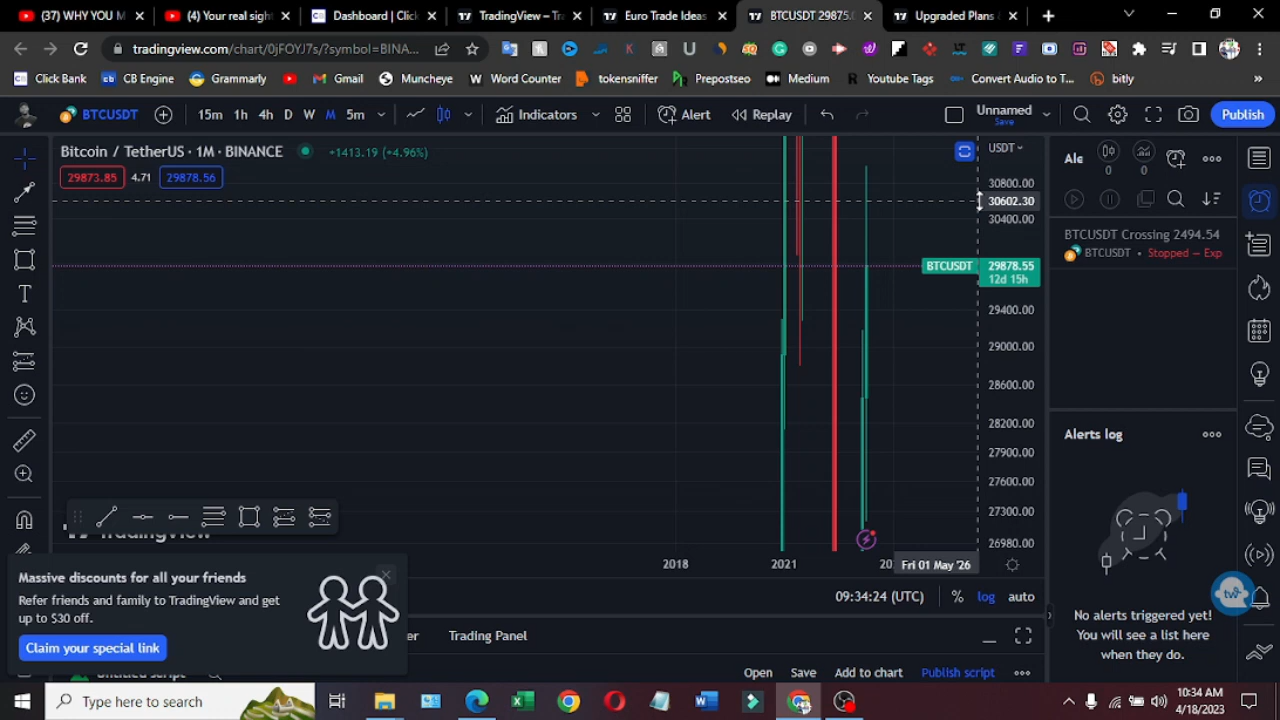 (37) WHY YOU M
(4) Your real sigh
Dashboard | Click
TradingView – Tr
Euro Trade Ideas
BTCUSDT 29875.
Upgraded Plans &
tradingview.com/chart/0jFOYJ7s/?symbol=BINA...
Click Bank
CB Engine
Grammarly
Gmail
Muncheye
Word Counter
tokensniffer
Prepostseo
Medium
Youtube Tags
Convert Audio to T...
bitly
BTCUSDT
15m 1h 4h D W M 5m
Indicators
Alert
Replay
Unnamed
Save
Publish
Bitcoin / TetherUS · 1M · BINANCE
+1413.19 (+4.96%)
29873.85 4.71 29878.56
USDT
30800.00
30602.30
30400.00
BTCUSDT 29878.55
12d 15h
29400.00
29000.00
28600.00
28200.00
27900.00
27600.00
27300.00
26980.00
Ale
0 0
BTCUSDT Crossing 2494.54
BTCUSDT • Stopped — Exp
Alerts log
No alerts triggered yet!
You will see a list here
when they do.
TradingView
2018 2021 20 Fri 01 May '26
09:34:24 (UTC) % log auto
Massive discounts for all your friends
Refer friends and family to TradingView and get
up to $30 off.
Claim your special link
er Trading Panel
Untitled script
Open Save Add to chart Publish script
Type here to search
10:34 AM
4/18/2023